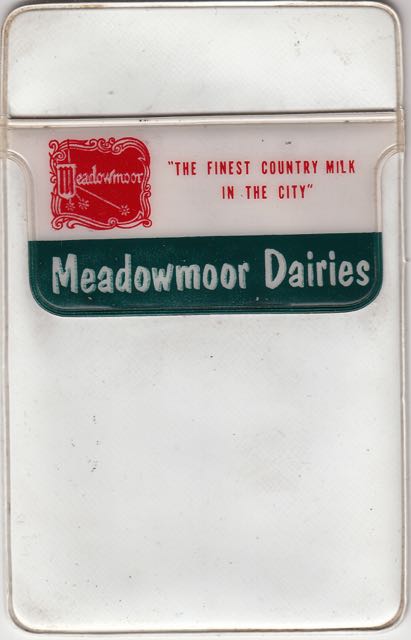 Meadowmoor
"THE FINEST COUNTRY MILK
IN THE CITY"
Meadowmoor Dairies